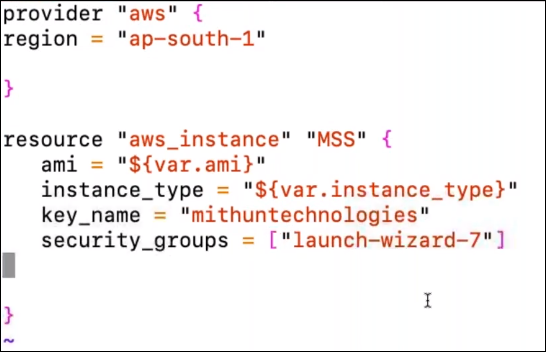 provider "aws" {
region = "ap-south-1"
}
resource "aws_instance" "MSS" {
ami = "${var.ami}"
instance_type = "${var.instance_type}"
key_name = "mithuntechnologies"
security_groups = ["launch-wizard-7"]
}
~